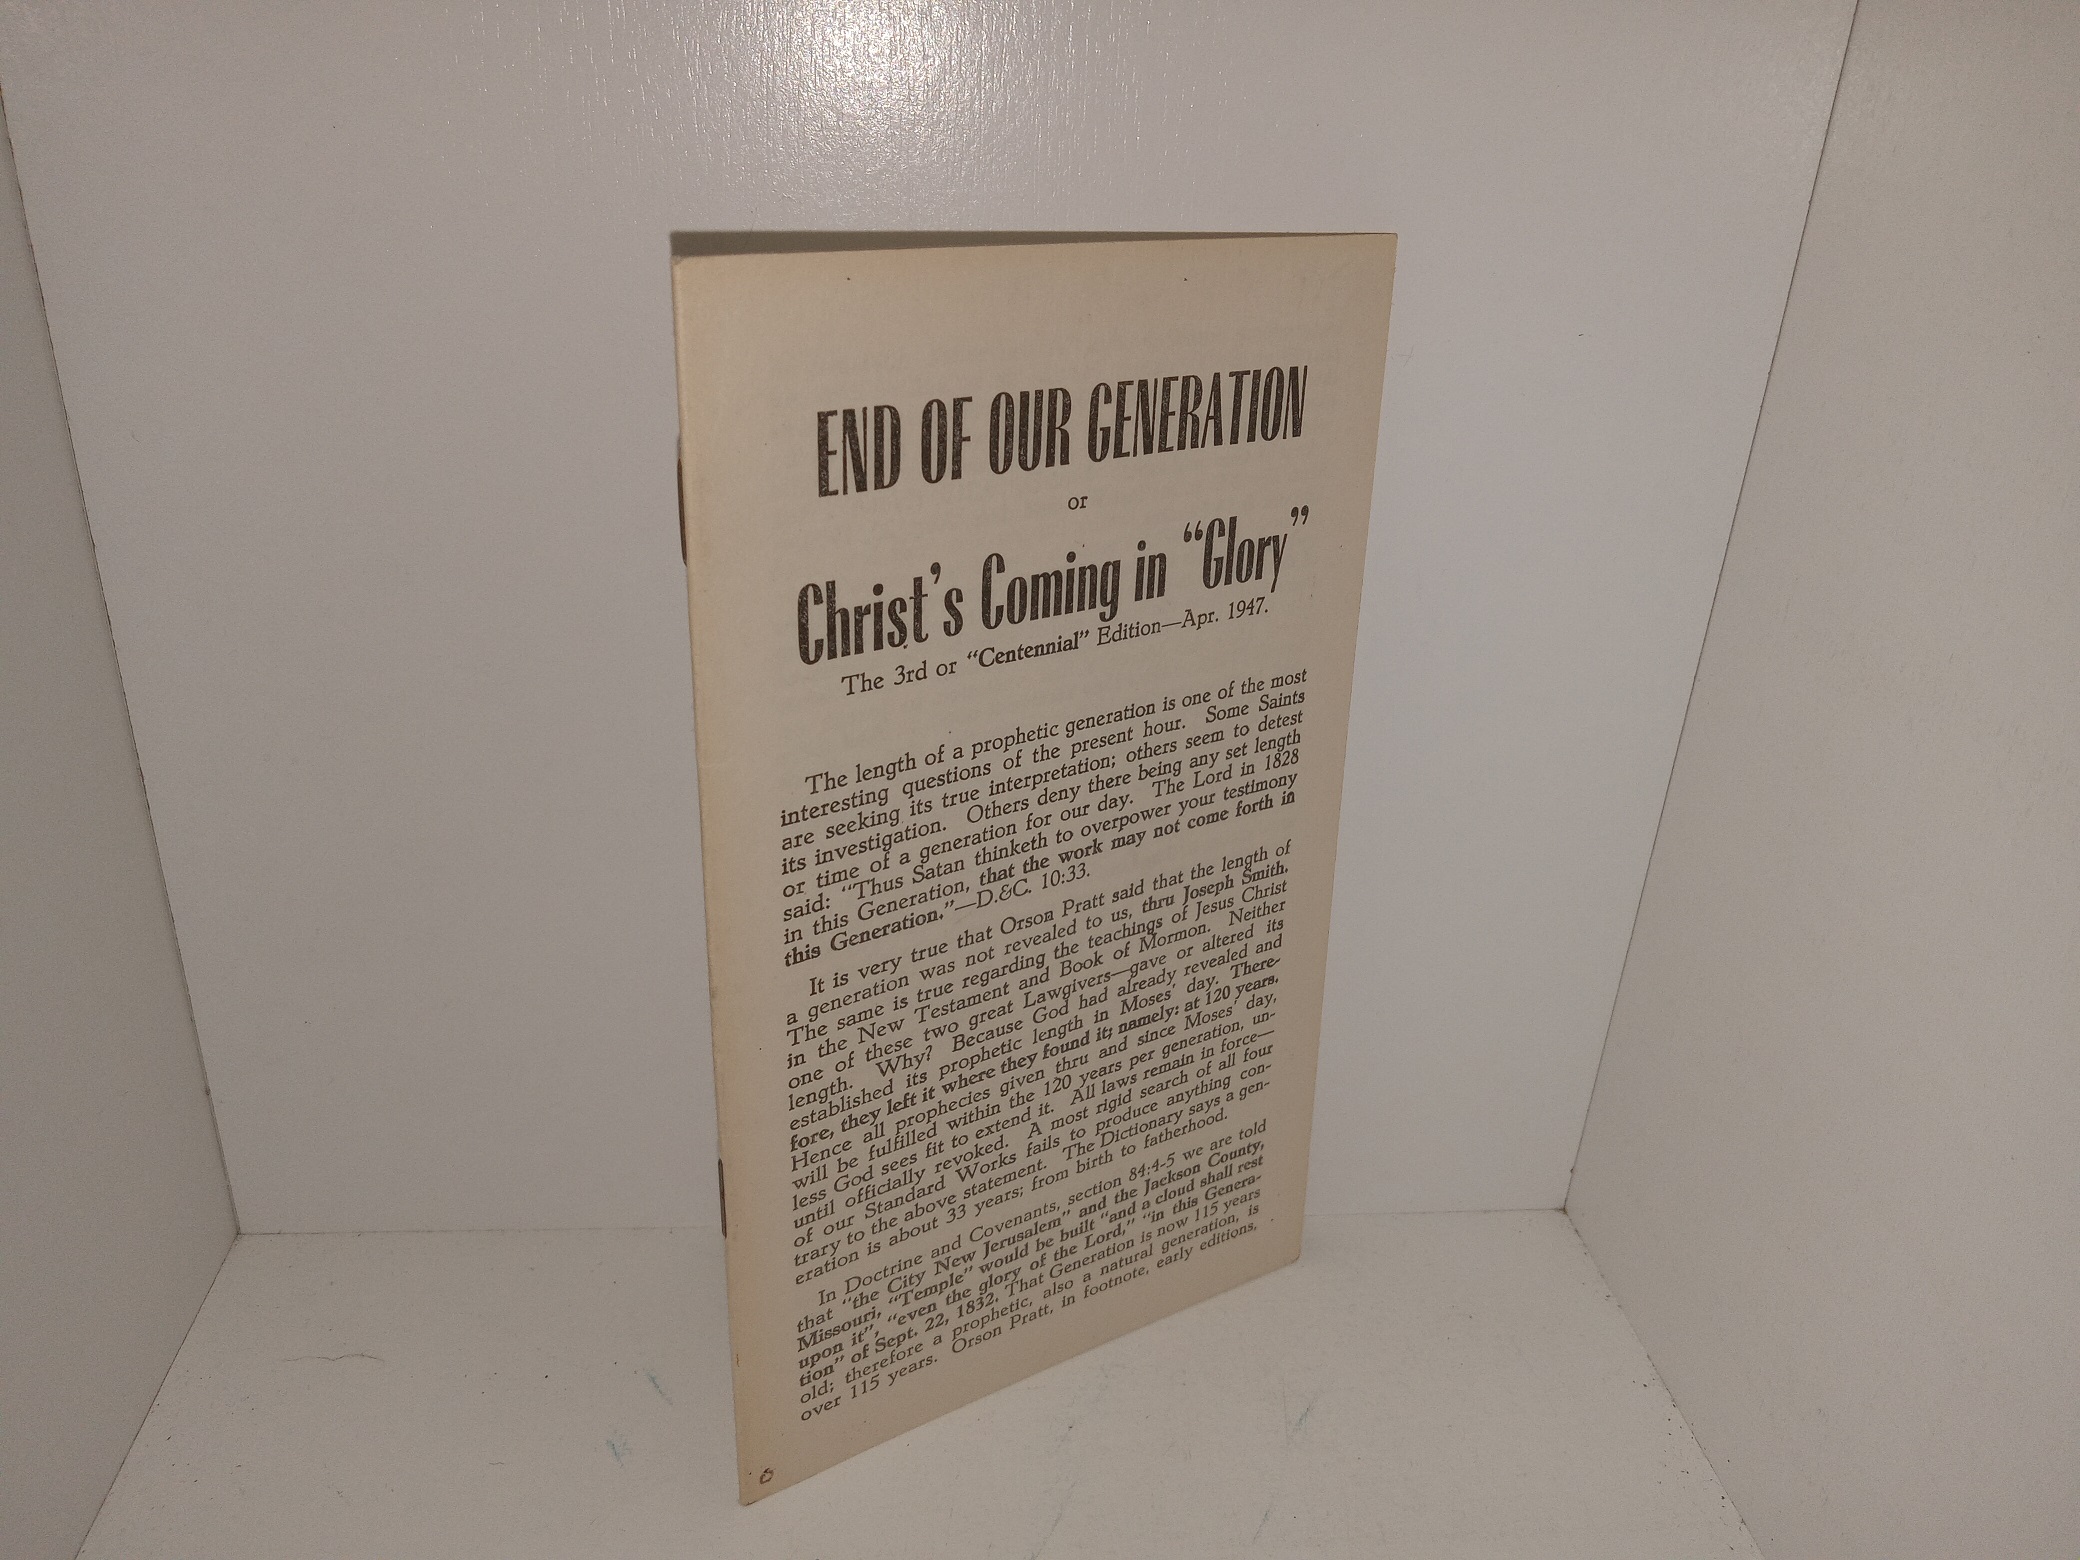 END OF OUR GENERATION
or
Christ's Coming in “Glory”
The 3rd or “Centennial” Edition—Apr. 1947.
The length of a prophetic generation is one of the most
interesting questions of the present hour. Some Saints
are seeking its true interpretation; others seem to detest
its investigation. Others deny there being any set length
or time of a generation for our day. The Lord in 1828
said: “Thus Satan thinketh to overpower your testimony
in this Generation, that the work may not come forth in
this Generation.”—D.&C. 10:33.
It is very true that Orson Pratt said that the length of
a generation was not revealed to us, thru Joseph Smith.
The same is true regarding the teachings of Jesus Christ
in the New Testament and Book of Mormon. Neither
one of these two great Lawgivers—gave or altered its
length. Why? Because God had already revealed and
established its prophetic length in Moses' day. There-
fore, they left it where they found it; namely: at 120 years.
Hence all prophecies given thru and since Moses' day,
will be fulfilled within the 120 years per generation, un-
less God sees fit to extend it. All laws remain in force—
until officially revoked. A most rigid search of all four
of our Standard Works fails to produce anything con-
trary to the above statement. The Dictionary says a gen-
eration is about 33 years; from birth to fatherhood.
In Doctrine and Covenants, section 84:4-5 we are told
that “the City New Jerusalem” and the Jackson County,
Missouri, “Temple” would be built “and a cloud shall rest
upon it”, “even the glory of the Lord,” “in this Genera-
tion” of Sept. 22, 1832. That Generation is now 115 years
old; therefore a prophetic, also a natural generation, is
over 115 years. Orson Pratt, in footnote, early editions,